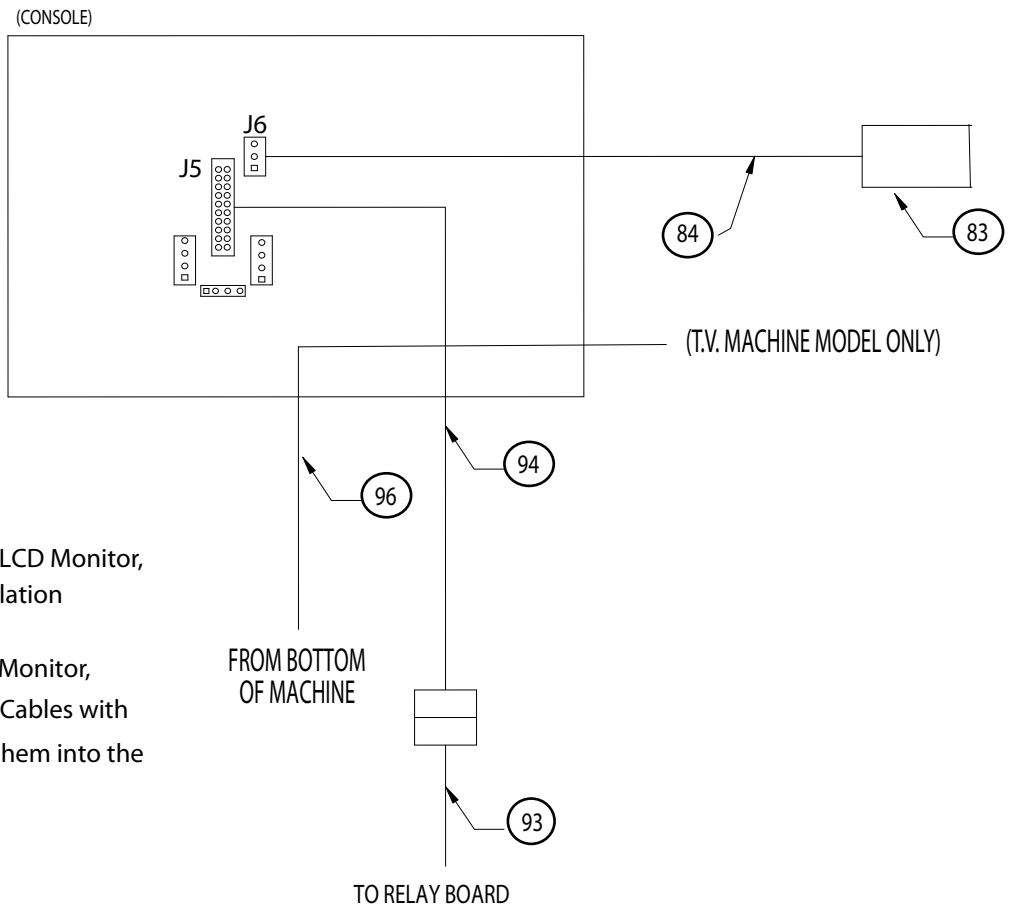 (CONSOLE)
J6
J5
84
83
(T.V. MACHINE MODEL ONLY)
94
96
LCD Monitor,
lation
Monitor,
Cables with
hem into the
FROM BOTTOM
OF MACHINE
93
TO RELAY BOARD